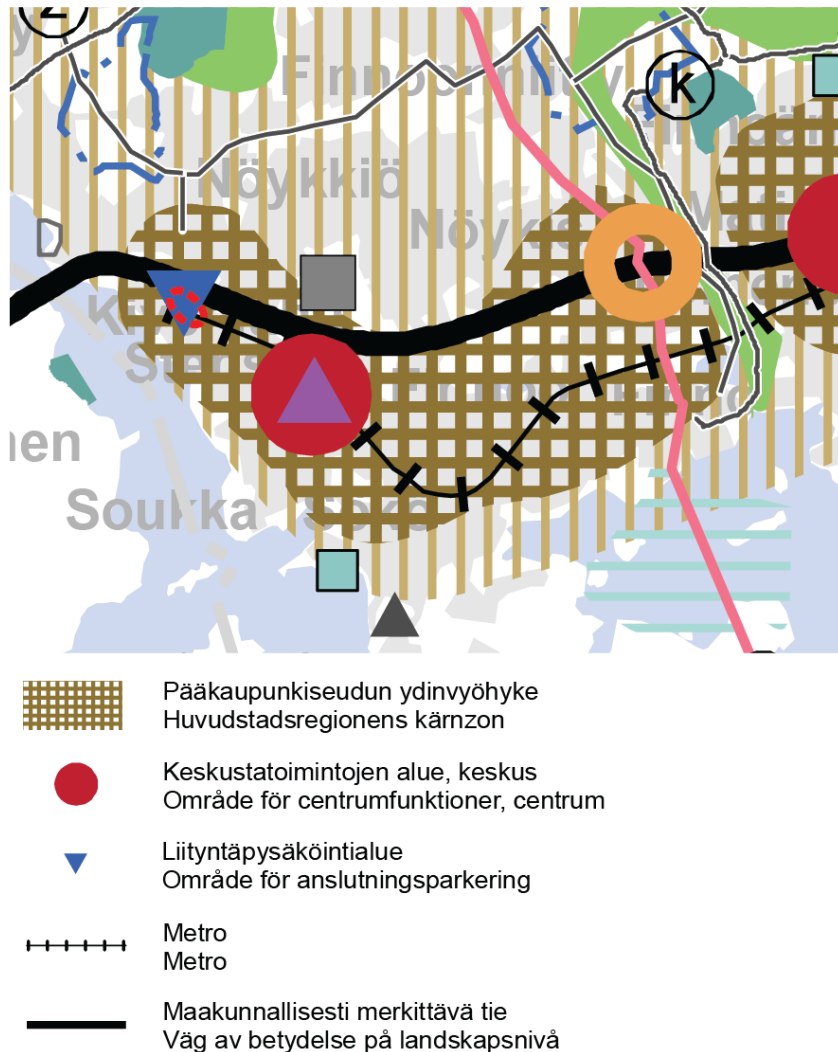 z
k
Nöykkiö
Soukka
Pääkaupunkiseudun ydinvyöhyke
Huvudstadsregionens kärnzon
Keskustatoimintojen alue, keskus
Område för centrumfunktioner, centrum
Liityntäpysäköintialue
Område för anslutningsparkering
Metro
Metro
Maakunnallisesti merkittävä tie
Väg av betydelse på landskapsnivå